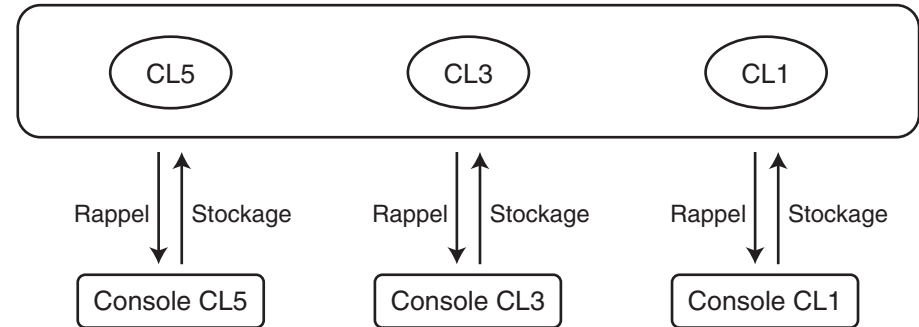 CL5 CL3 CL1
Rappel Stockage Rappel Stockage Rappel Stockage
Console CL5 Console CL3 Console CL1